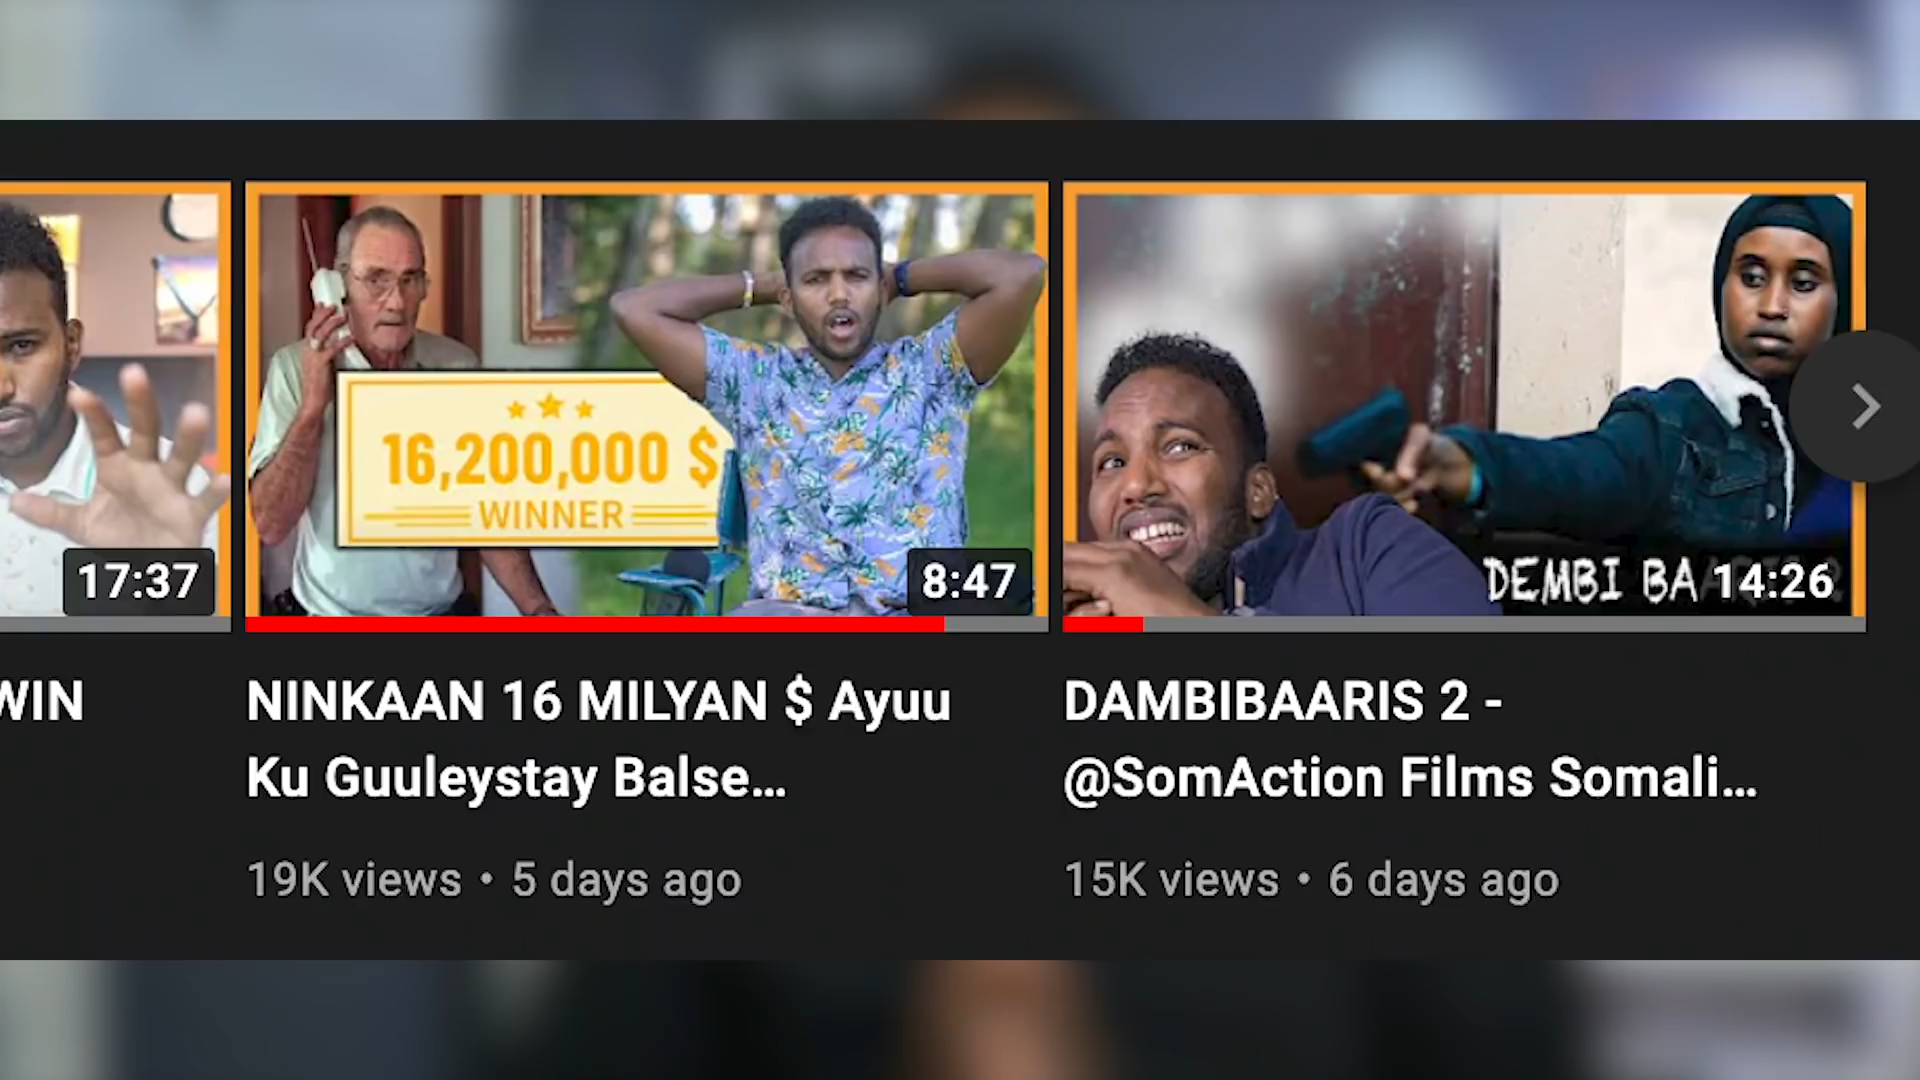 17:37
WIN
16,200,000 $
WINNER
8:47
NINKAAN 16 MILYAN $ Ayuu
Ku Guuleystay Balse...
19K views • 5 days ago
DEMBI BA
14:26
DAMBIBAARIS 2 -
@SomAction Films Somali...
15K views • 6 days ago